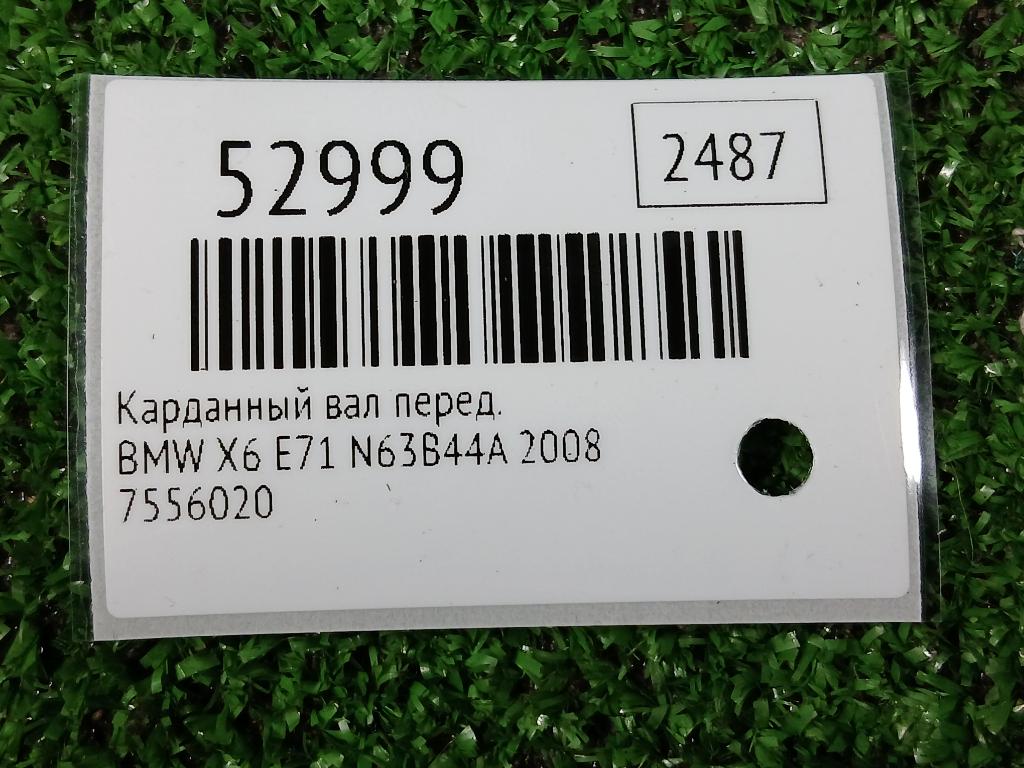 52999
2487
Карданный вал перед.
BMW X6 E71 N63B44A 2008
7556020